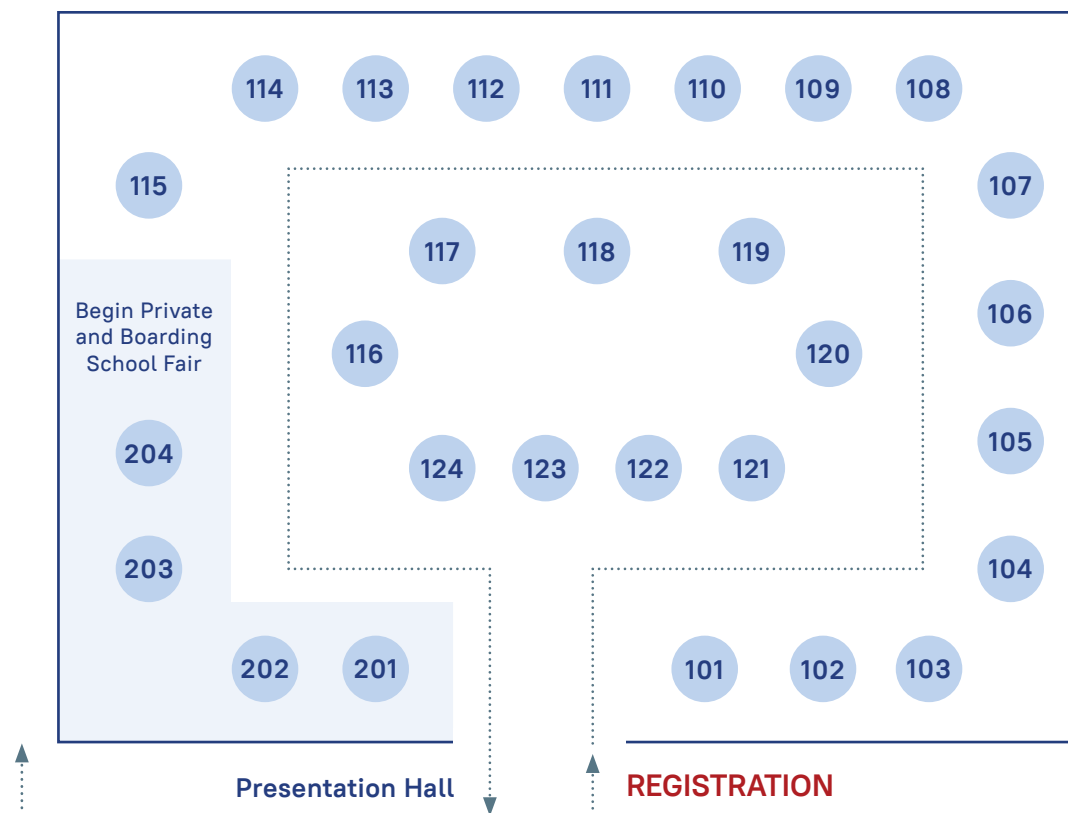 114 113 112 111 110 109 108
115
107
117 118 119
Begin Private
and Boarding
School Fair
106
116
120
204
105
124 123 122 121
203
104
202 201
101 102 103
Presentation Hall
REGISTRATION